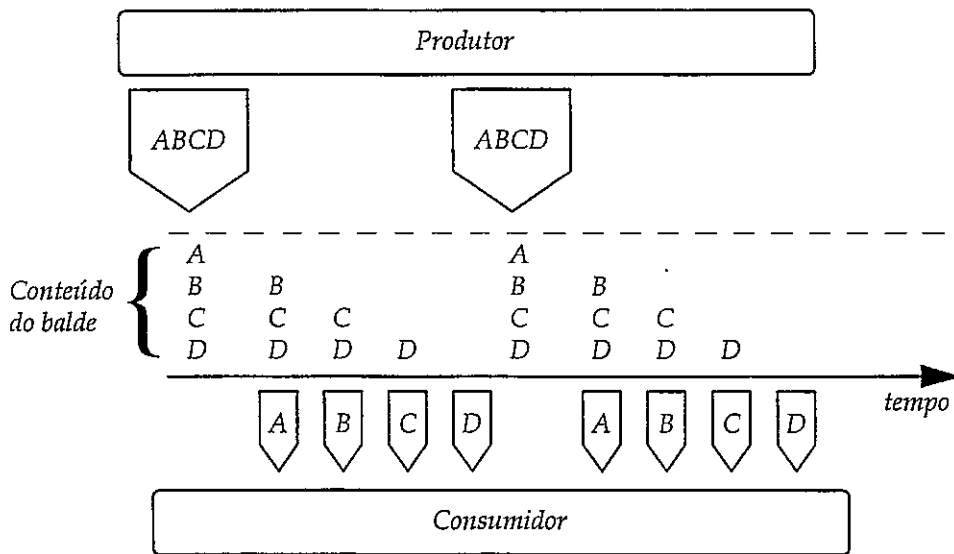 Produtor
ABCD ABCD
A A
Conteúdo B B B B
do balde C C C C C C
D D D D D D D D
tempo
A B C D A B C D
Consumidor